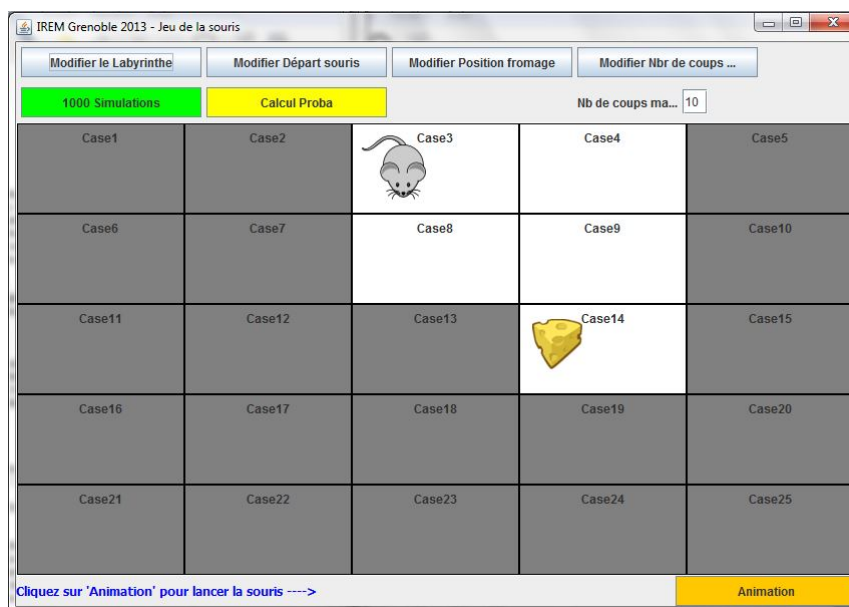 IREM Grenoble 2013 - Jeu de la souris
Modifier le Labyrinthe Modifier Départ souris Modifier Position fromage Modifier Nbr de coups ...
1000 Simulations Calcul Proba Nb de coups ma... 10
Case1 Case2 Case3 Case4 Case5
Case6 Case7 Case8 Case9 Case10
Case11 Case12 Case13 Case14 Case15
Case16 Case17 Case18 Case19 Case20
Case21 Case22 Case23 Case24 Case25
Cliquez sur 'Animation' pour lancer la souris ----> Animation